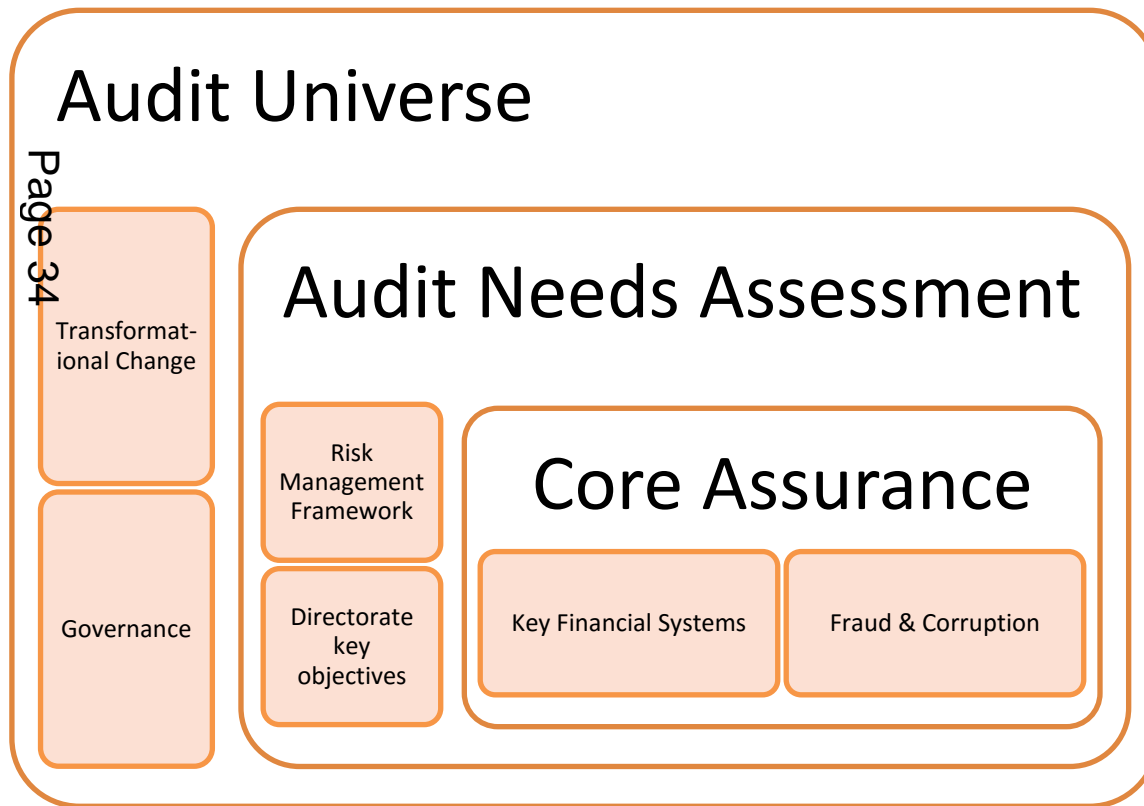 Audit Universe
Page 34
Transformat-
ional Change
Governance
Audit Needs Assessment
Risk
Management
Framework
Directorate
key
objectives
Core Assurance
Key Financial Systems
Fraud & Corruption